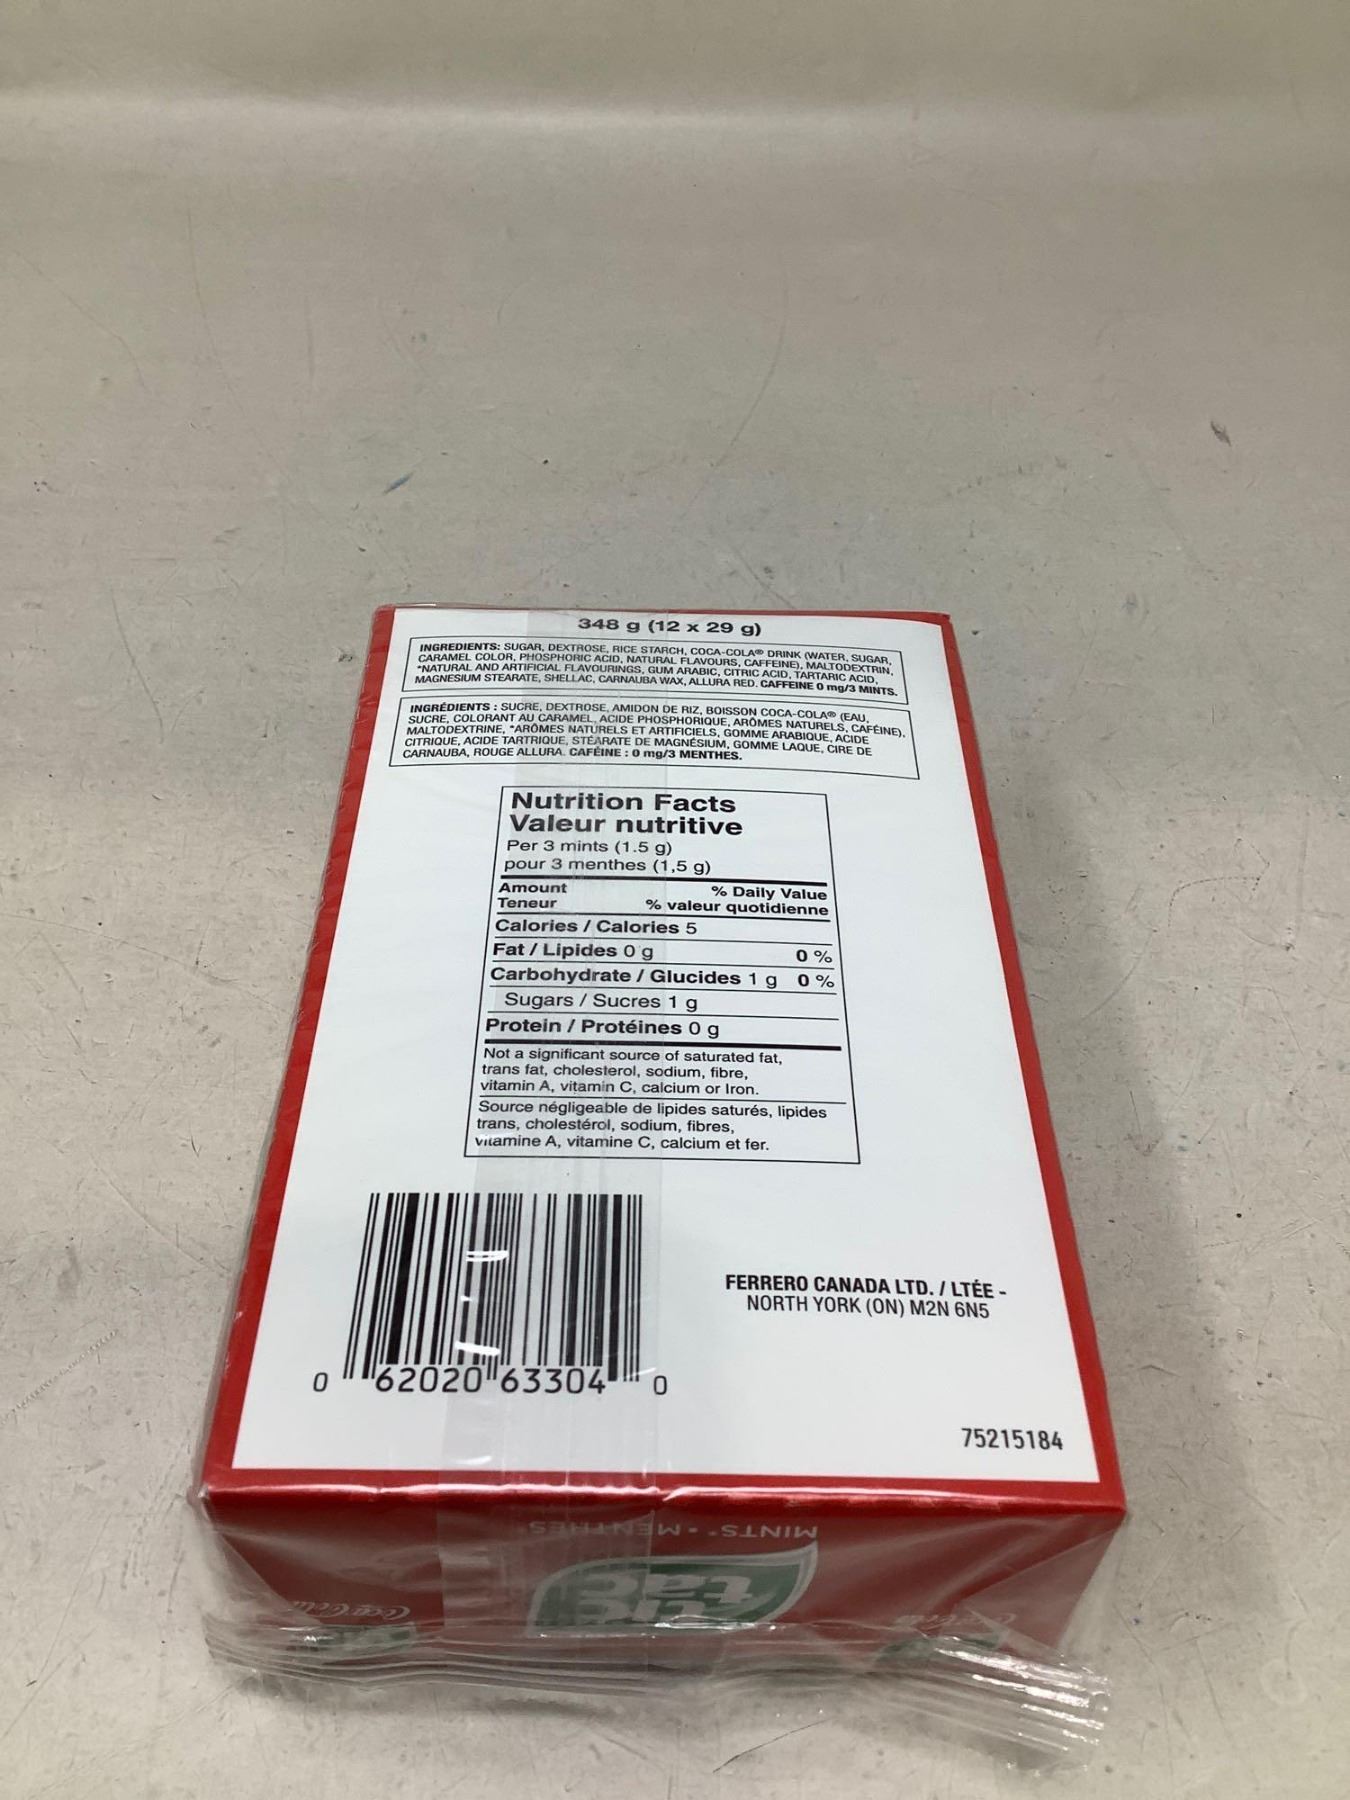 348 g (12 x 29 g)
INGREDIENTS: SUGAR, DEXTROSE, RICE STARCH, COCA-COLA® DRINK (WATER, SUGAR,
CARAMEL COLOR, PHOSPHORIC ACID, NATURAL FLAVOURS, CAFFEINE), MALTODEXTRIN,
*NATURAL AND ARTIFICIAL FLAVOURINGS, GUM ARABIC, CITRIC ACID, TARTARIC ACID,
MAGNESIUM STEARATE, SHELLAC, CARNAUBA WAX, ALLURA RED. CAFFEINE 0 mg/3 MINTS.
INGRÉDIENTS : SUCRE, DEXTROSE, AMIDON DE RIZ, BOISSON COCA-COLA® (EAU,
SUCRE, COLORANT AU CARAMEL, ACIDE PHOSPHORIQUE, ARÔMES NATURELS, CAFÉINE),
MALTODEXTRINE, *ARÔMES NATURELS ET ARTIFICIELS, GOMME ARABIQUE, ACIDE
CITRIQUE, ACIDE TARTRIQUE, STÉARATE DE MAGNÉSIUM, GOMME LAQUE, CIRE DE
CARNAUBA, ROUGE ALLURA. CAFÉINE : 0 mg/3 MENTHES.
Nutrition Facts
Valeur nutritive
Per 3 mints (1.5 g)
pour 3 menthes (1,5 g)
Amount % Daily Value
Teneur % valeur quotidienne
Calories / Calories 5
Fat / Lipides 0 g 0 %
Carbohydrate / Glucides 1 g 0 %
Sugars / Sucres 1 g
Protein / Protéines 0 g
Not a significant source of saturated fat,
trans fat, cholesterol, sodium, fibre,
vitamin A, vitamin C, calcium or Iron.
Source négligeable de lipides saturés, lipides
trans, cholestérol, sodium, fibres,
vitamine A, vitamine C, calcium et fer.
FERRERO CANADA LTD. / LTÉE -
NORTH YORK (ON) M2N 6N5
0 62020 63304 0
75215184
MINTS* • MENTHES*
tic
tac
Coca-Cola
Coca-Cola